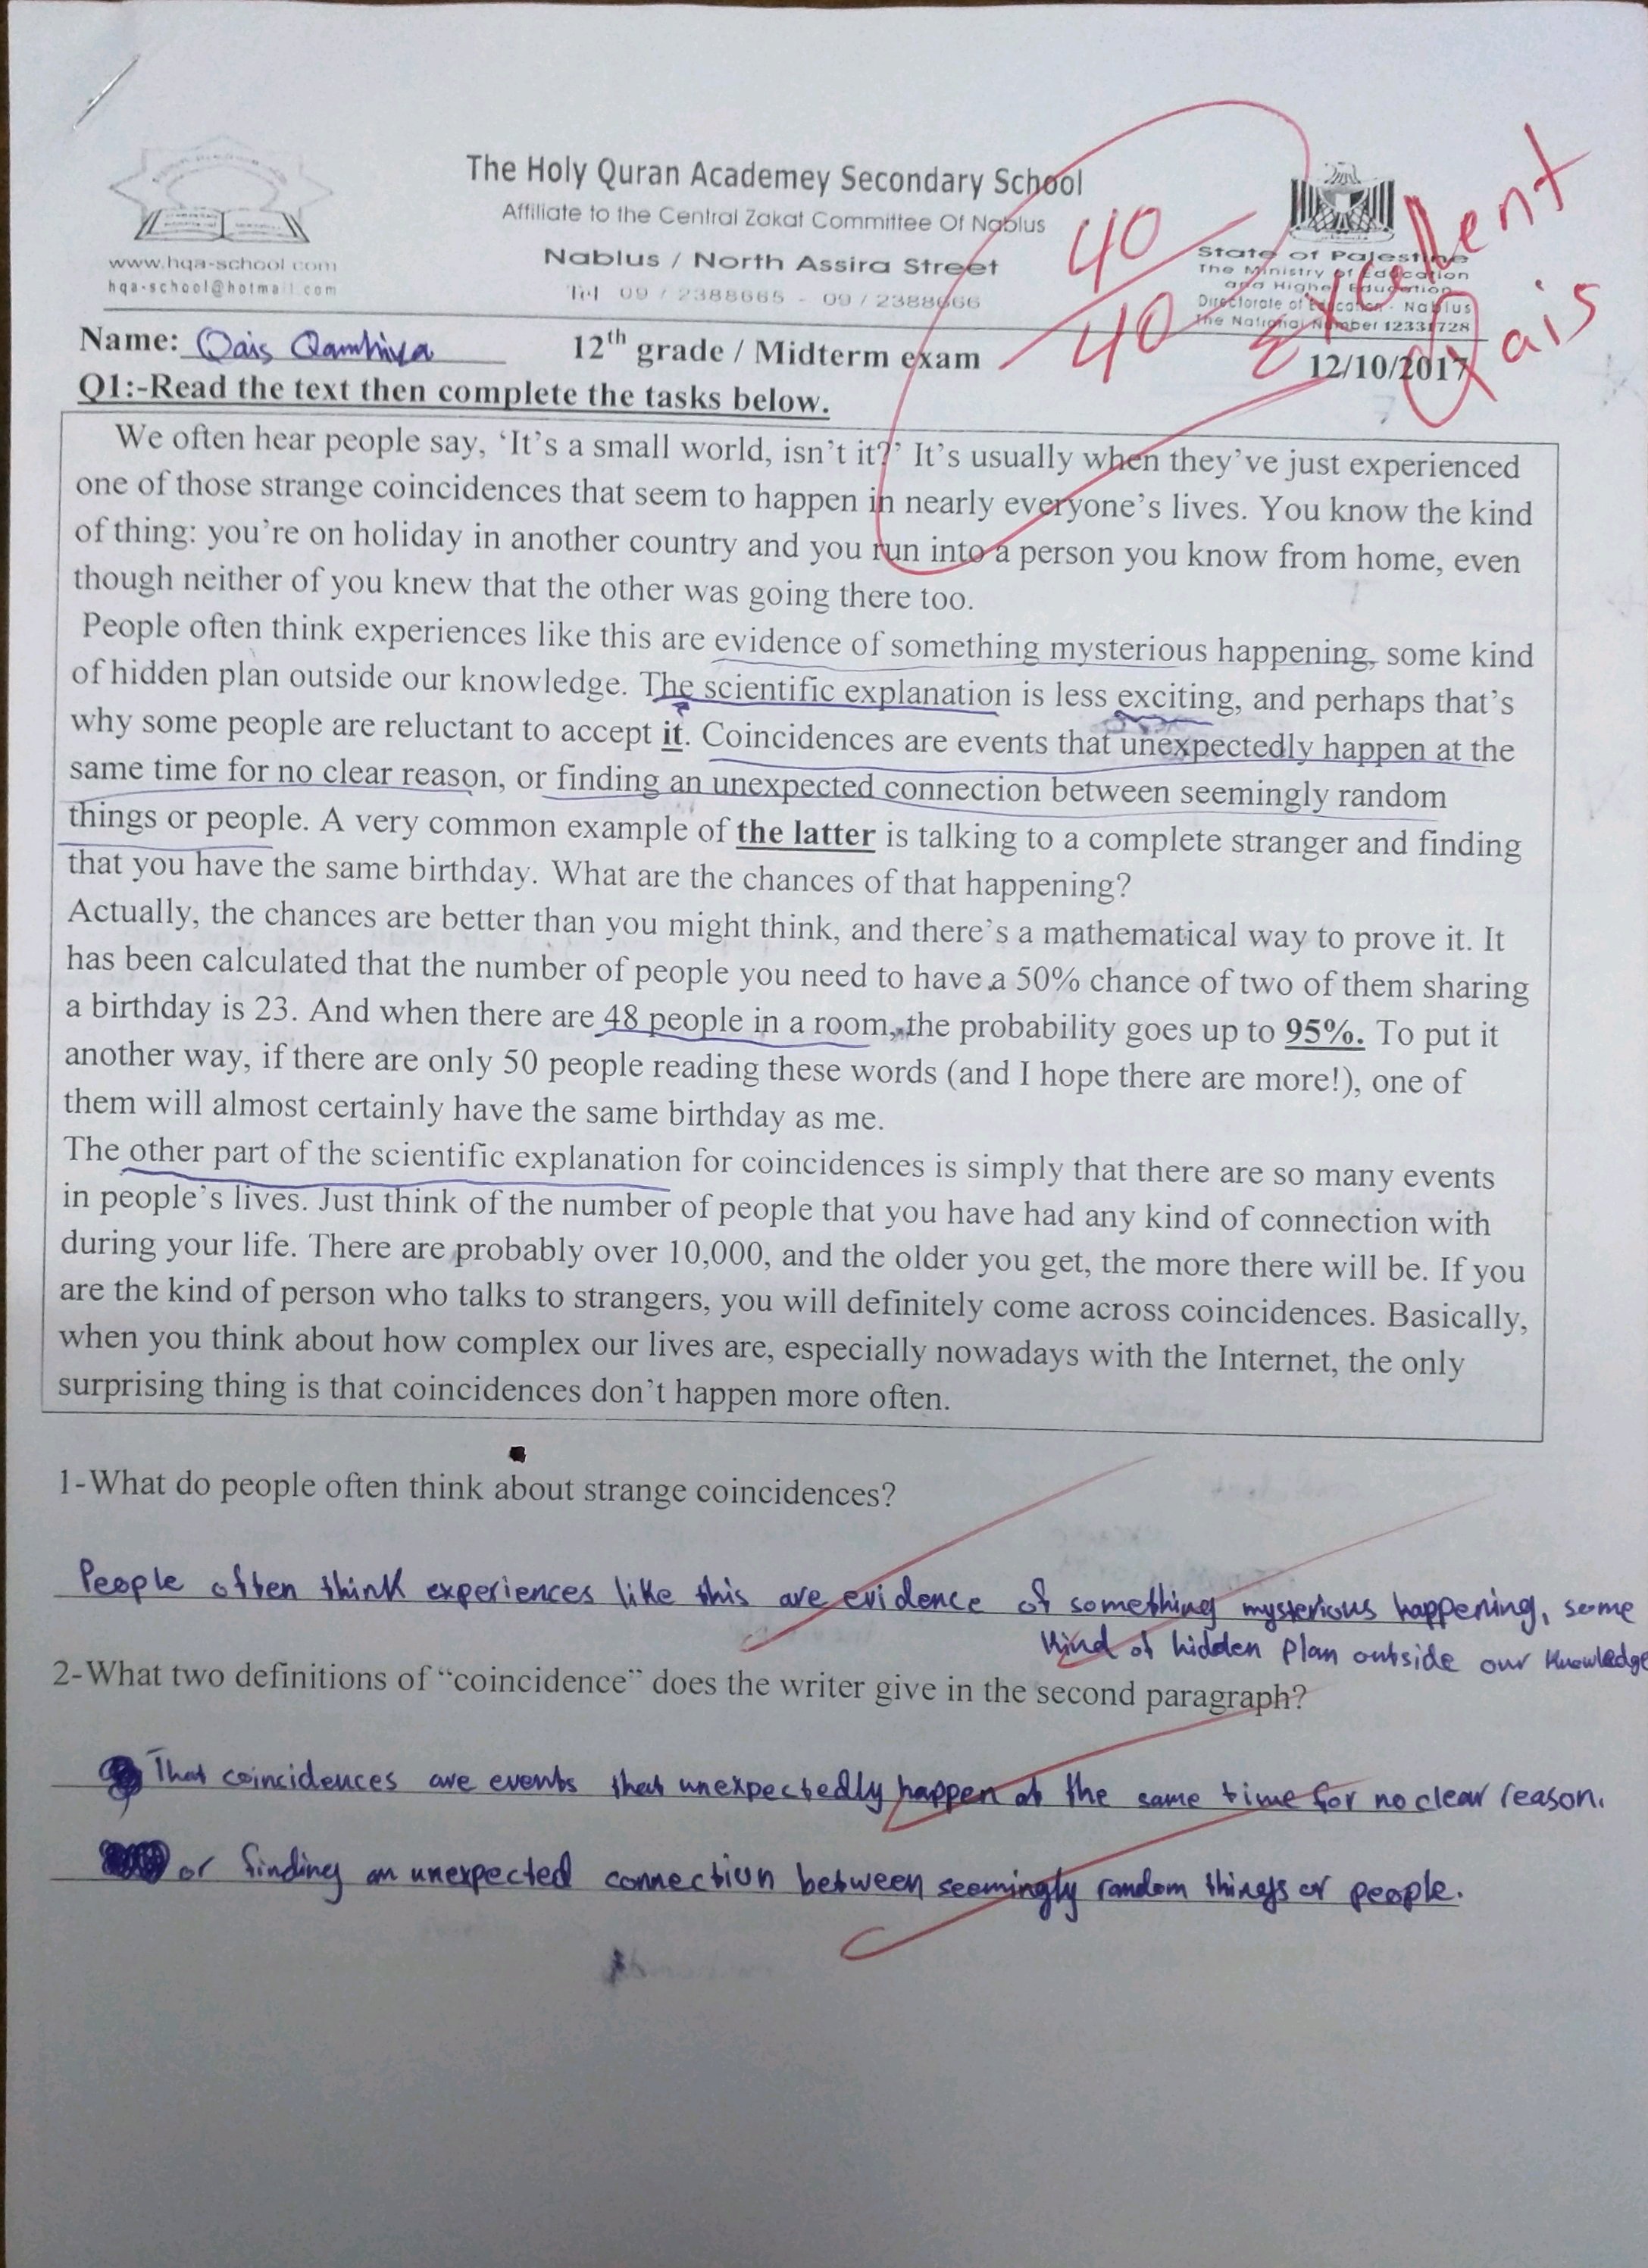 The Holy Quran Academey Secondary School
Affiliate to the Central Zakat Committee Of Nablus
Nablus / North Assira Street
Tel 09 / 2388665 - 09 / 2388666
www.hqa-school.com
hqa-school@hotmail.com
State of Palestine
The Ministry of Education
and Higher Education
Directorate of Education - Nablus
The National Number 12331728
40
40
Excellent
Qais
Name: Qais Qamhiya 12th grade / Midterm exam 12/10/2017
Q1:-Read the text then complete the tasks below.
We often hear people say, ‘It’s a small world, isn’t it?’ It’s usually when they’ve just experienced
one of those strange coincidences that seem to happen in nearly everyone’s lives. You know the kind
of thing: you’re on holiday in another country and you run into a person you know from home, even
though neither of you knew that the other was going there too.
People often think experiences like this are evidence of something mysterious happening, some kind
of hidden plan outside our knowledge. The scientific explanation is less exciting, and perhaps that’s
why some people are reluctant to accept it. Coincidences are events that unexpectedly happen at the
same time for no clear reason, or finding an unexpected connection between seemingly random
things or people. A very common example of the latter is talking to a complete stranger and finding
that you have the same birthday. What are the chances of that happening?
Actually, the chances are better than you might think, and there’s a mathematical way to prove it. It
has been calculated that the number of people you need to have a 50% chance of two of them sharing
a birthday is 23. And when there are 48 people in a room, the probability goes up to 95%. To put it
another way, if there are only 50 people reading these words (and I hope there are more!), one of
them will almost certainly have the same birthday as me.
The other part of the scientific explanation for coincidences is simply that there are so many events
in people’s lives. Just think of the number of people that you have had any kind of connection with
during your life. There are probably over 10,000, and the older you get, the more there will be. If you
are the kind of person who talks to strangers, you will definitely come across coincidences. Basically,
when you think about how complex our lives are, especially nowadays with the Internet, the only
surprising thing is that coincidences don’t happen more often.
1-What do people often think about strange coincidences?
People often think experiences like this are evidence of something mysterious happening, some
kind of hidden plan outside our knowledge
2-What two definitions of “coincidence” does the writer give in the second paragraph?
That coincidences are events that unexpectedly happen at the same time for no clear reason.
or finding an unexpected connection between seemingly random things or people.